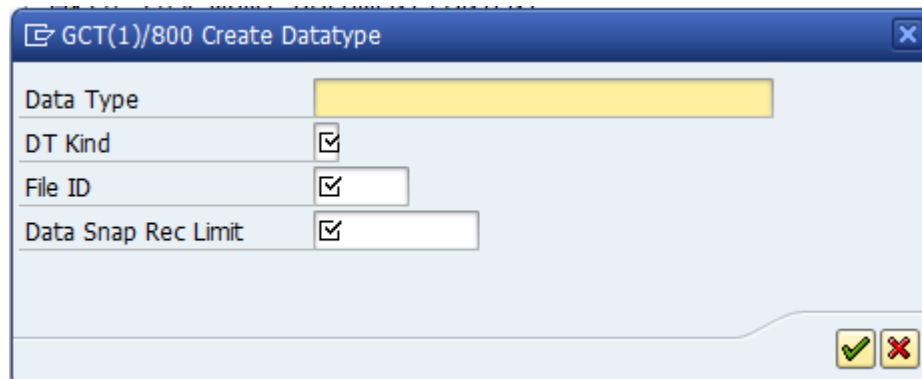 GCT(1)/800 Create Datatype
Data Type
DT Kind
File ID
Data Snap Rec Limit